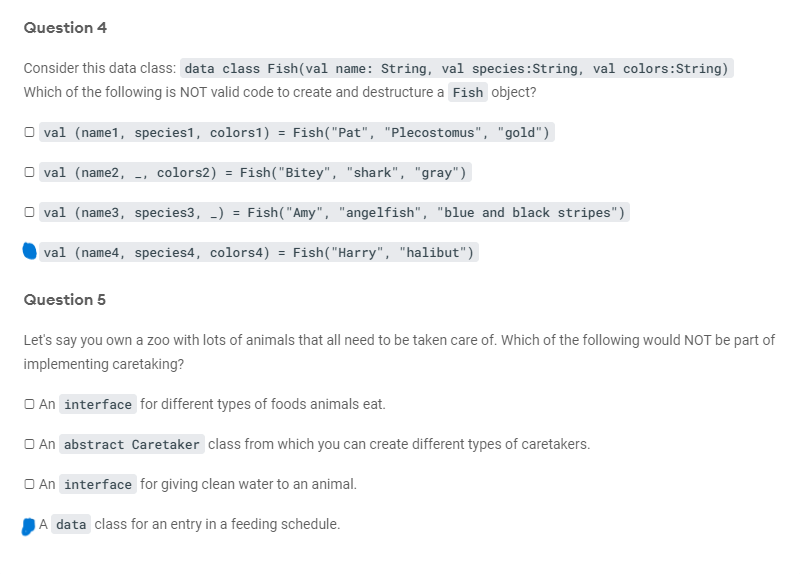 Question 4
Consider this data class: data class Fish(val name: String, val species:String, val colors:String)
Which of the following is NOT valid code to create and destructure a Fish object?
val (name1, species1, colors1) = Fish("Pat", "Plecostomus", "gold")
val (name2, _, colors2) = Fish("Bitey", "shark", "gray")
val (name3, species3, _) = Fish("Amy", "angelfish", "blue and black stripes")
val (name4, species4, colors4) = Fish("Harry", "halibut")
Question 5
Let's say you own a zoo with lots of animals that all need to be taken care of. Which of the following would NOT be part of
implementing caretaking?
An interface for different types of foods animals eat.
An abstract Caretaker class from which you can create different types of caretakers.
An interface for giving clean water to an animal.
A data class for an entry in a feeding schedule.